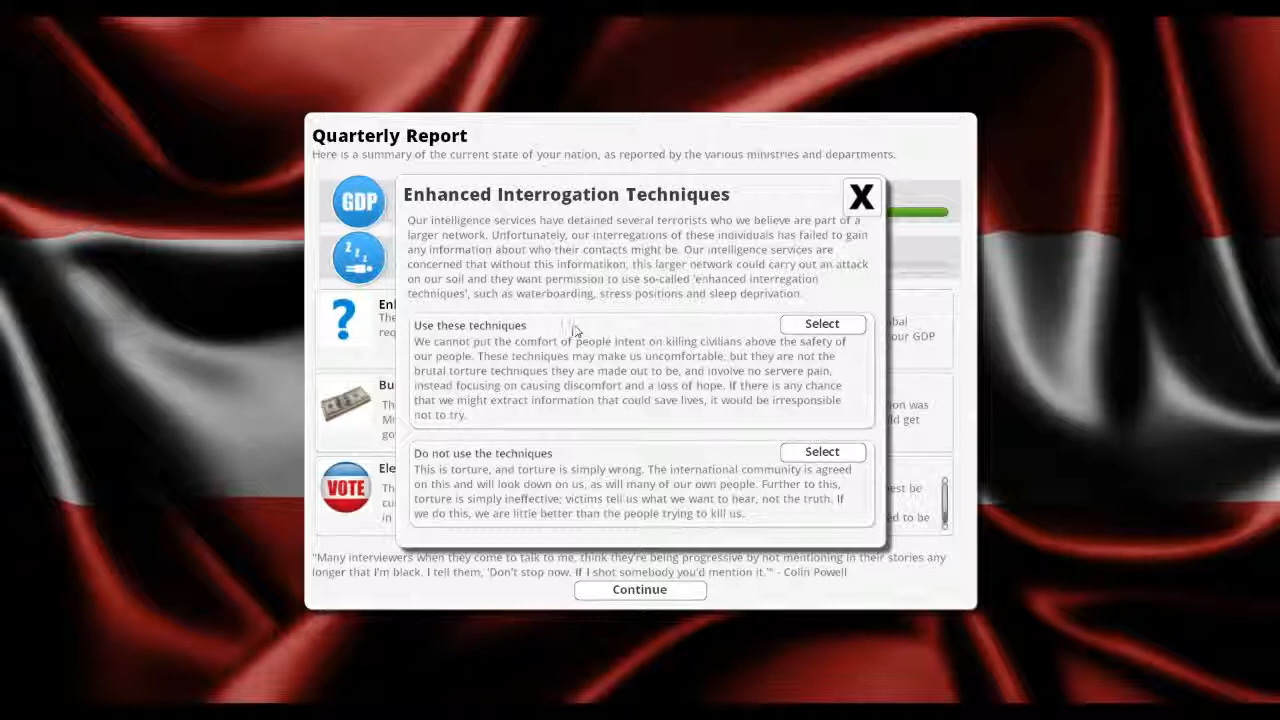 Quarterly Report
Here is a summary of the current state of your nation, as reported by the various ministries and departments.
GDP
Enhanced Interrogation Techniques
X
Our intelligence services have detained several terrorists who we believe are part of a
larger network. Unfortunately, our interregations of these individuals has failed to gain
any information about who their contacts might be. Our intelligence services are
concerned that without this informatikon, this larger network could carry out an attack
on our soil and they want permission to use so-called 'enhanced interregation
techniques', such as waterboarding, stress positions and sleep deprivation.
Use these techniques
Select
We cannot put the comfort of people intent on killing civilians above the safety of
our people. These techniques may make us uncomfortable, but they are not the
brutal torture techniques they are made out to be, and involve no servere pain,
instead focusing on causing discomfort and a loss of hope. If there is any chance
that we might extract information that could save lives, it would be irresponsible
not to try.
Do not use the techniques
Select
This is torture, and torture is simply wrong. The international community is agreed
on this and will look down on us, as will many of our own people. Further to this,
torture is simply ineffective; victims tell us what we want to hear, not the truth. If
we do this, we are little better than the people trying to kill us.
VOTE
"Many interviewers when they come to talk to me, think they're being progressive by not mentioning in their stories any
longer that I'm black. I tell them, 'Don't stop now. If I shot somebody you'd mention it.'" - Colin Powell
Continue